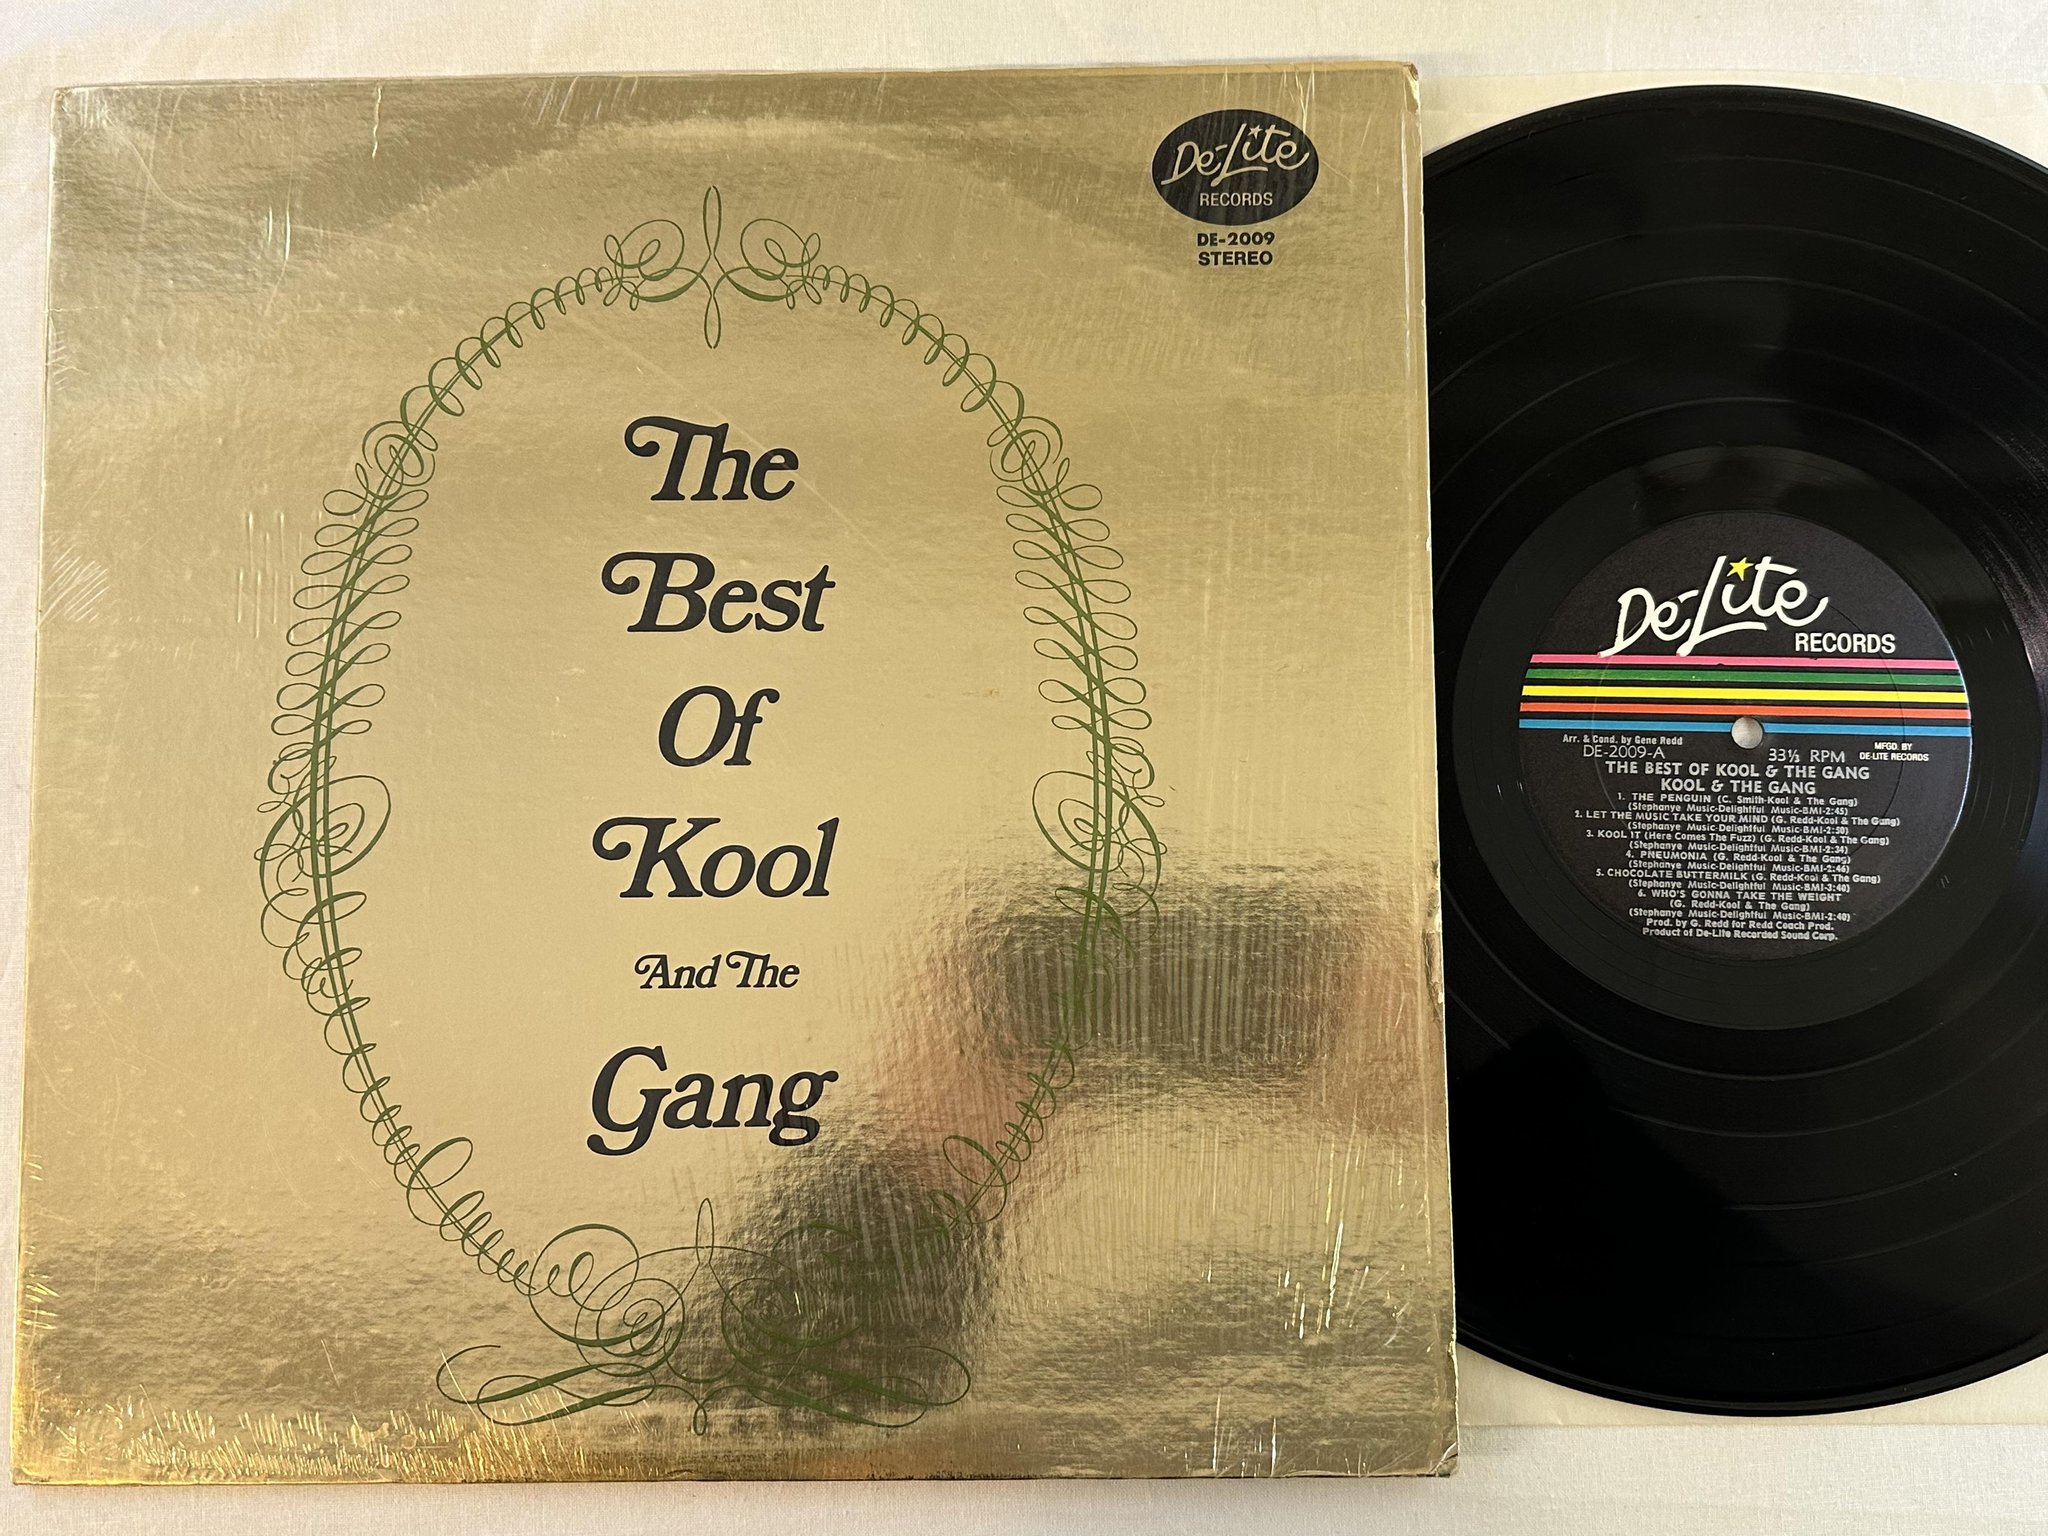 De-Lite
RECORDS
DE-2009
STEREO
The
Best
Of
Kool
And The
Gang
De-Lite
RECORDS
Arr. & Cond. by Gene Redd
DE-2009-A
33⅓ RPM
MFGD. BY
DE-LITE RECORDS
THE BEST OF KOOL & THE GANG
KOOL & THE GANG
1. THE PENGUIN (C. Smith-Kool & The Gang)
(Stephanye Music-Delightful Music-BMI-2:45)
2. LET THE MUSIC TAKE YOUR MIND (G. Redd-Kool & The Gang)
(Stephanye Music-Delightful Music-BMI-2:50)
3. KOOL IT (Here Comes The Fuzz) (G. Redd-Kool & The Gang)
(Stephanye Music-Delightful Music-BMI-2:34)
4. PNEUMONIA (G. Redd-Kool & The Gang)
(Stephanye Music-Delightful Music-BMI-2:46)
5. CHOCOLATE BUTTERMILK (G. Redd-Kool & The Gang)
(Stephanye Music-Delightful Music-BMI-3:40)
6. WHO'S GONNA TAKE THE WEIGHT
(G. Redd-Kool & The Gang)
(Stephanye Music-Delightful Music-BMI-2:40)
Prod. by G. Redd for Redd Coach Prod.
Product of De-Lite Recorded Sound Corp.